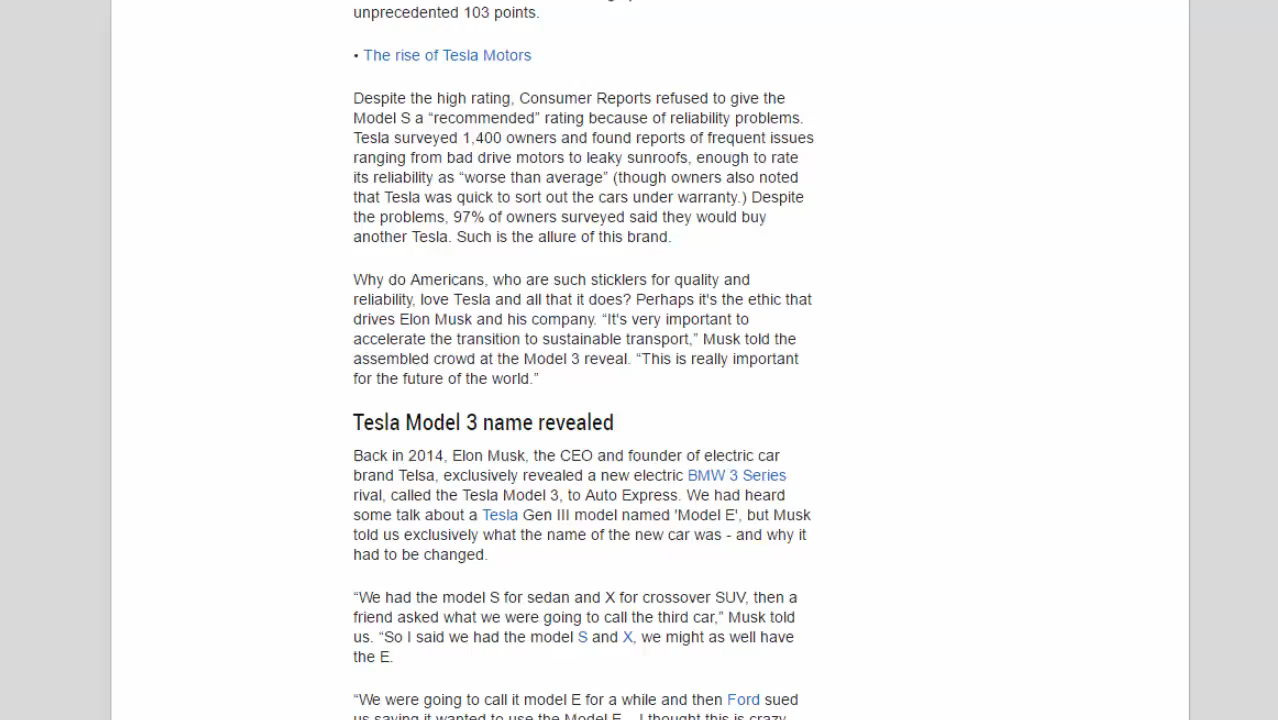 unprecedented 103 points.
• The rise of Tesla Motors
Despite the high rating, Consumer Reports refused to give the
Model S a “recommended” rating because of reliability problems.
Tesla surveyed 1,400 owners and found reports of frequent issues
ranging from bad drive motors to leaky sunroofs, enough to rate
its reliability as “worse than average” (though owners also noted
that Tesla was quick to sort out the cars under warranty.) Despite
the problems, 97% of owners surveyed said they would buy
another Tesla. Such is the allure of this brand.
Why do Americans, who are such sticklers for quality and
reliability, love Tesla and all that it does? Perhaps it's the ethic that
drives Elon Musk and his company. “It's very important to
accelerate the transition to sustainable transport,” Musk told the
assembled crowd at the Model 3 reveal. “This is really important
for the future of the world.”
Tesla Model 3 name revealed
Back in 2014, Elon Musk, the CEO and founder of electric car
brand Telsa, exclusively revealed a new electric BMW 3 Series
rival, called the Tesla Model 3, to Auto Express. We had heard
some talk about a Tesla Gen III model named 'Model E', but Musk
told us exclusively what the name of the new car was - and why it
had to be changed.
“We had the model S for sedan and X for crossover SUV, then a
friend asked what we were going to call the third car,” Musk told
us. “So I said we had the model S and X, we might as well have
the E.
“We were going to call it model E for a while and then Ford sued
us saying it wanted to use the Model E - I thought this is crazy,